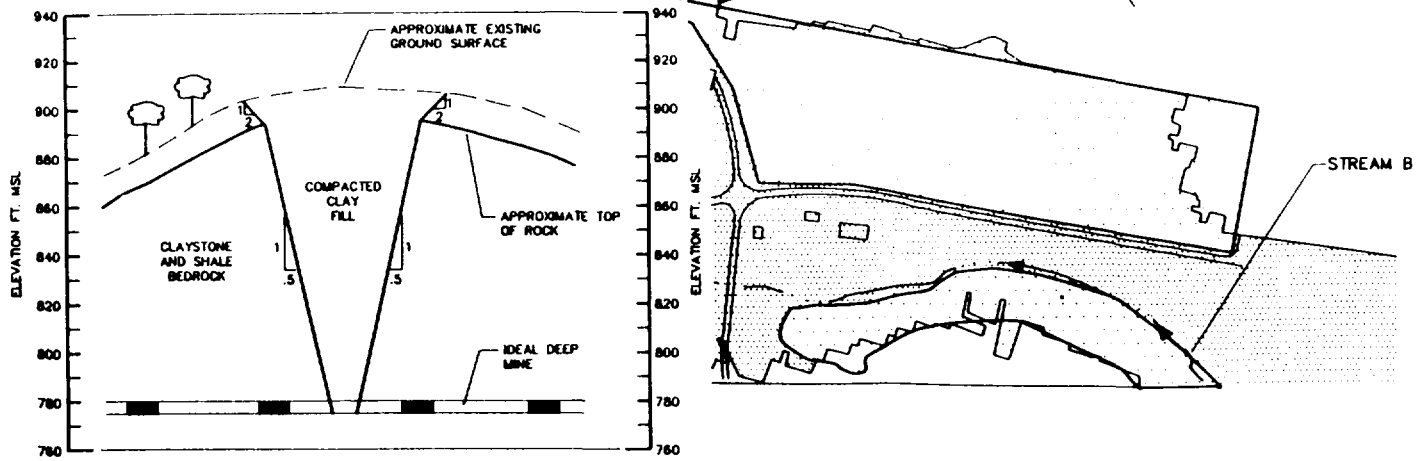 940
920
900
880
860
840
820
800
780
760
ELEVATION FT. MSL
APPROXIMATE EXISTING
GROUND SURFACE
1
2
1
2
COMPACTED
CLAY
FILL
APPROXIMATE TOP
OF ROCK
CLAYSTONE
AND SHALE
BEDROCK
1
.5
1
.5
IDEAL DEEP
MINE
940
920
900
880
860
840
820
800
780
760
ELEVATION FT. MSL
STREAM B